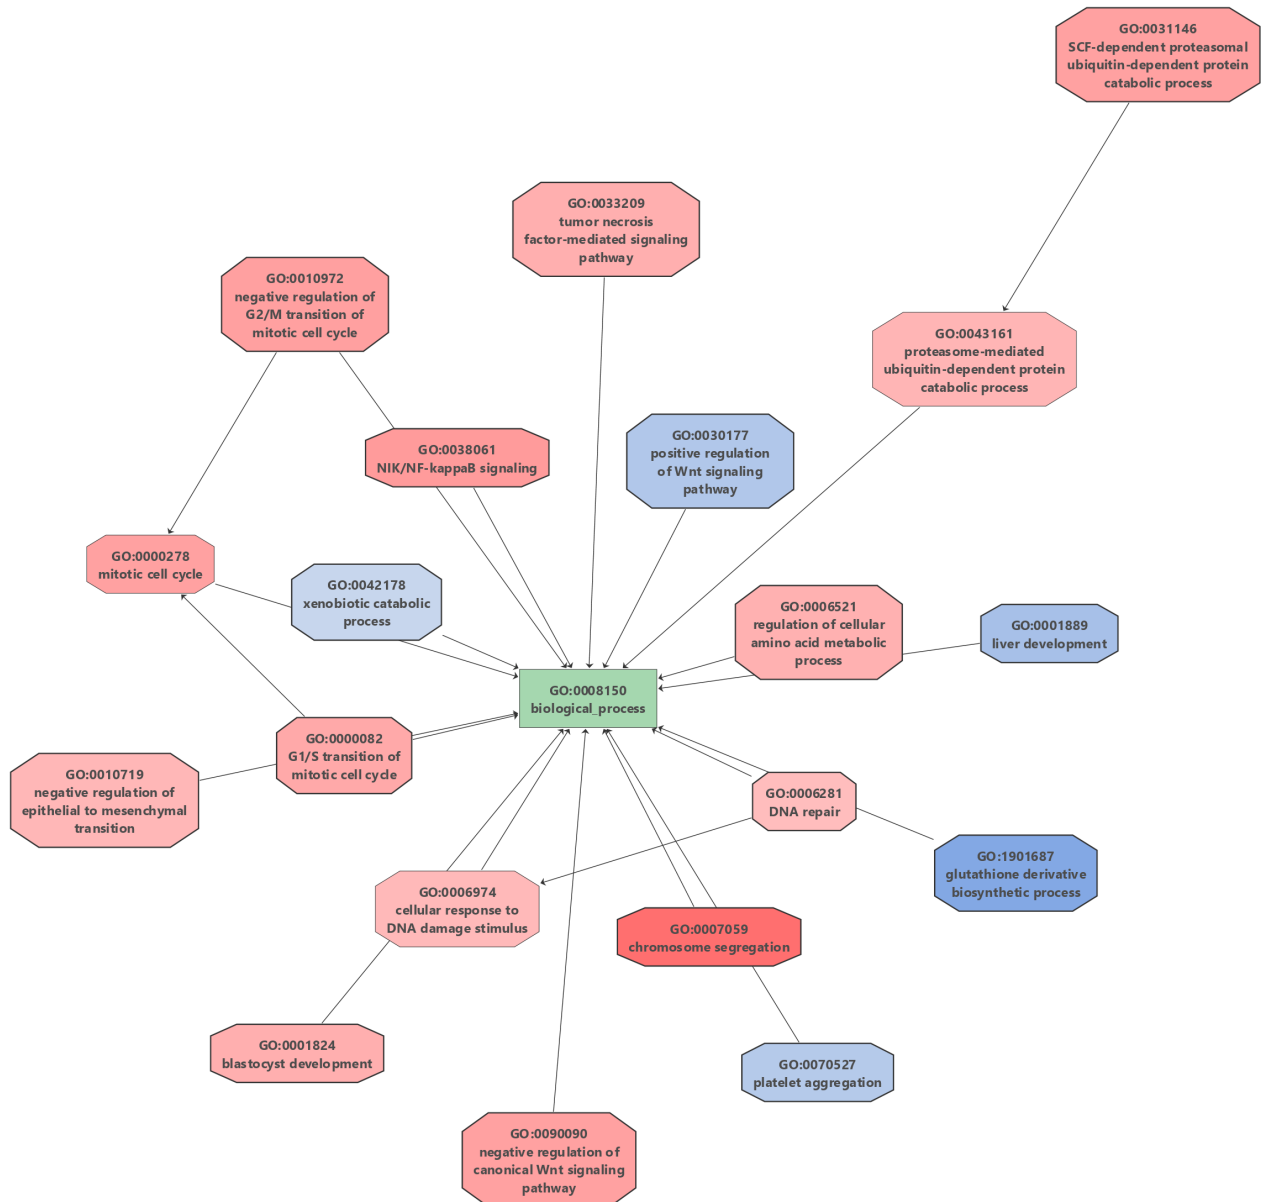 GO:0031146
SCF-dependent proteasomal
ubiquitin-dependent protein
catabolic process
GO:0033209
tumor necrosis
factor-mediated signaling
pathway
GO:0010972
negative regulation of
G2/M transition of
mitotic cell cycle
GO:0043161
proteasome-mediated
ubiquitin-dependent protein
catabolic process
GO:0038061
NIK/NF-kappaB signaling
GO:0030177
positive regulation
of Wnt signaling
pathway
GO:0000278
mitotic cell cycle
GO:0042178
xenobiotic catabolic
process
GO:0006521
regulation of cellular
amino acid metabolic
process
GO:0001889
liver development
GO:0008150
biological_process
GO:0000082
G1/S transition of
mitotic cell cycle
GO:0010719
negative regulation of
epithelial to mesenchymal
transition
GO:0006281
DNA repair
GO:1901687
glutathione derivative
biosynthetic process
GO:0006974
cellular response to
DNA damage stimulus
GO:0007059
chromosome segregation
GO:0001824
blastocyst development
GO:0070527
platelet aggregation
GO:0090090
negative regulation of
canonical Wnt signaling
pathway